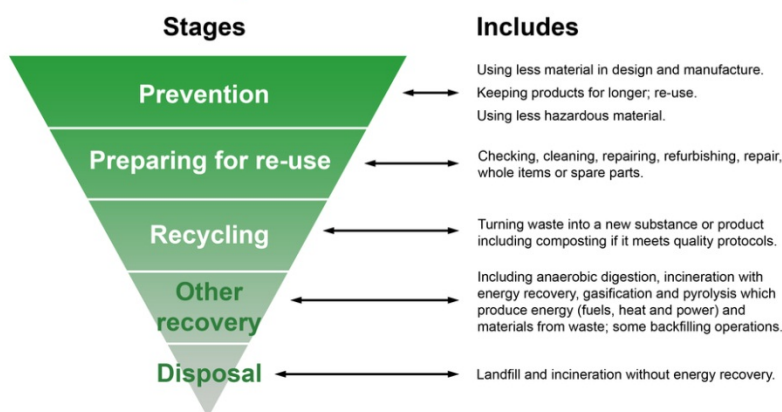 Stages
Includes
Prevention
Using less material in design and manufacture.
Keeping products for longer; re-use.
Using less hazardous material.
Preparing for re-use
Checking, cleaning, repairing, refurbishing, repair,
whole items or spare parts.
Recycling
Turning waste into a new substance or product
including composting if it meets quality protocols.
Other
recovery
Including anaerobic digestion, incineration with
energy recovery, gasification and pyrolysis which
produce energy (fuels, heat and power) and
materials from waste; some backfilling operations.
Disposal
Landfill and incineration without energy recovery.